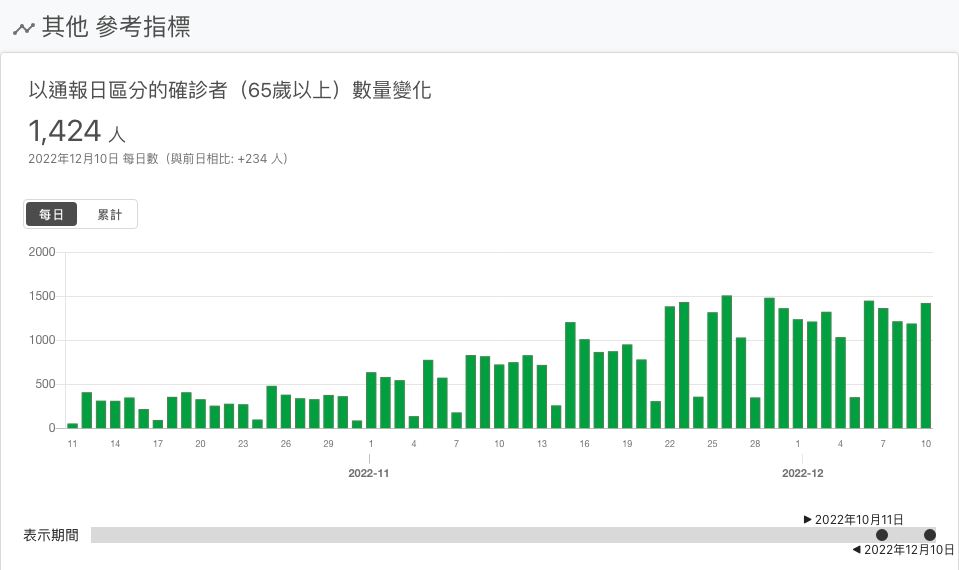 其他 參考指標
以通報日區分的確診者（65歲以上）數量變化
1,424 人
2022年12月10日 每日數（與前日相比: +234 人）
每日 累計
2000
1500
1000
500
0
11 14 17 20 23 26 29 1 4 7 10 13 16 19 22 25 28 1 4 7 10
2022-11 2022-12
▶ 2022年10月11日
表示期間
◀ 2022年12月10日